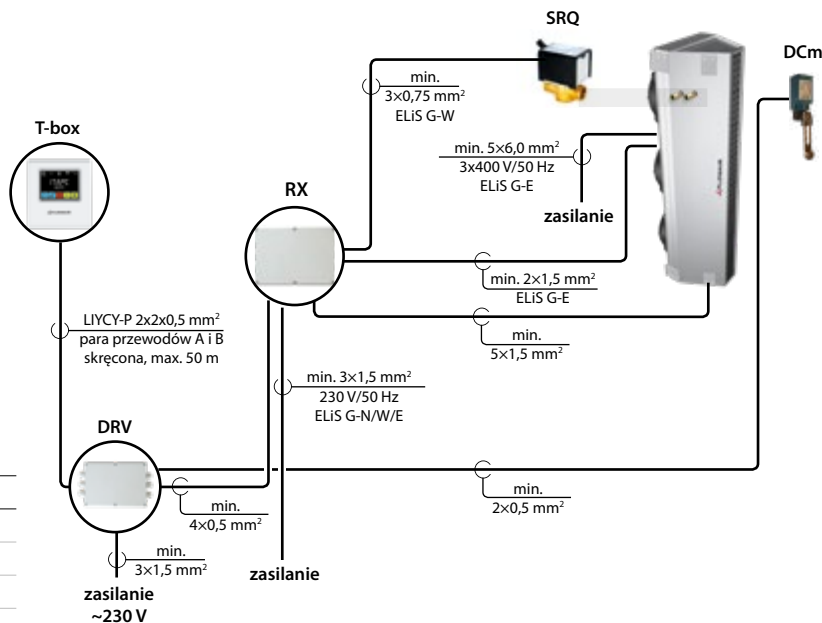 SRQ
DCm
min.
3×0,75 mm²
ELiS G-W
T-box
min. 5×6,0 mm²
3x400 V/50 Hz
ELiS G-E
RX
zasilanie
min. 2×1,5 mm²
ELiS G-E
LIYCY-P 2x2x0,5 mm²
para przewodów A i B
skręcona, max. 50 m
min.
5×1,5 mm²
min. 3×1,5 mm²
230 V/50 Hz
ELiS G-N/W/E
DRV
min.
4×0,5 mm²
min.
2×0,5 mm²
min.
3×1,5 mm²
zasilanie
zasilanie
~230 V